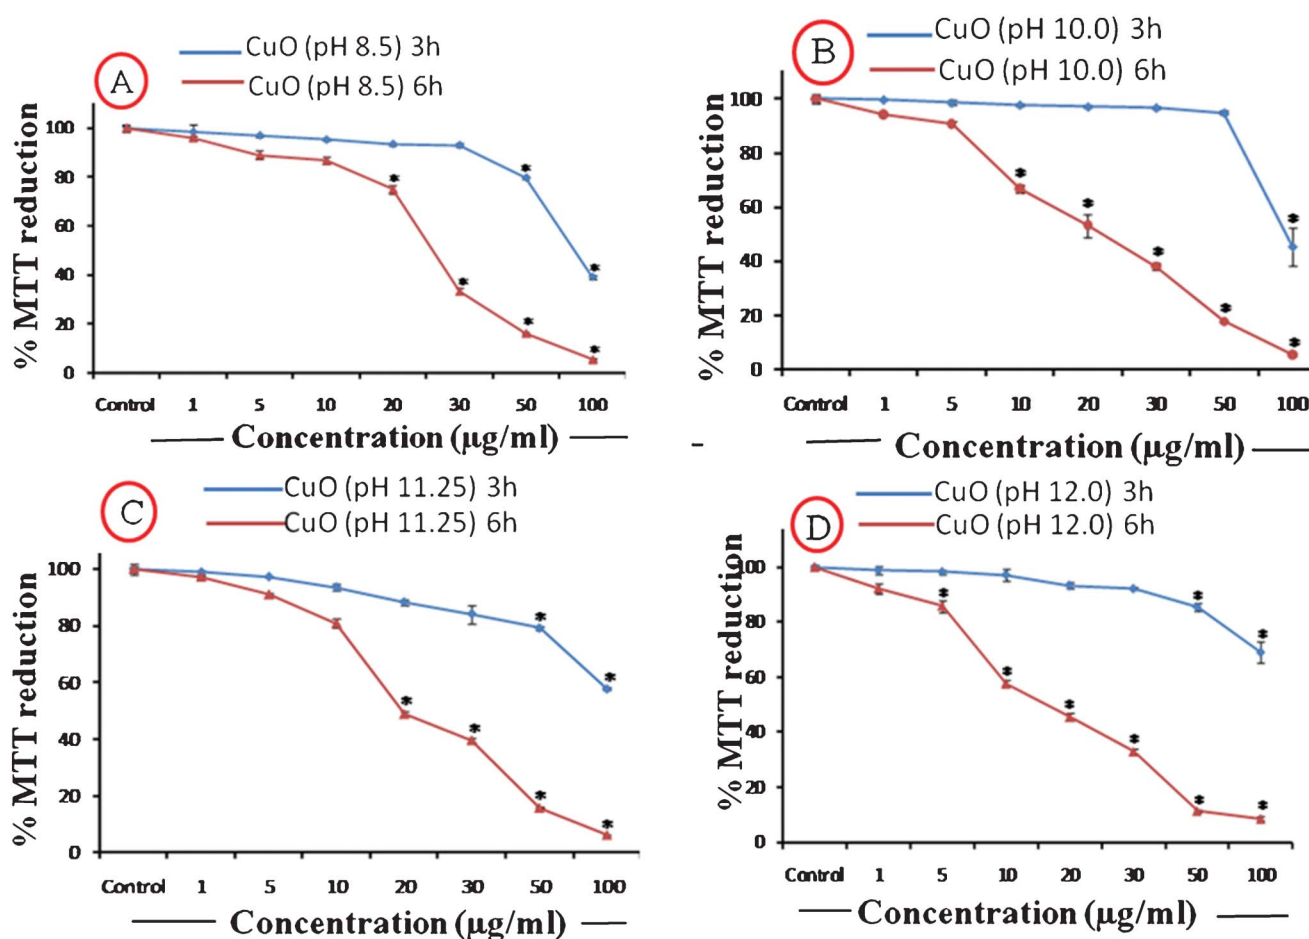 A
CuO (pH 8.5) 3h
CuO (pH 8.5) 6h
% MTT reduction
100
80
60
40
20
0
* * * * * *
Control 1 5 10 20 30 50 100
Concentration (µg/ml)
B
CuO (pH 10.0) 3h
CuO (pH 10.0) 6h
% MTT reduction
100
80
60
40
20
0
* * * * * *
Control 1 5 10 20 30 50 100
Concentration (µg/ml)
C
CuO (pH 11.25) 3h
CuO (pH 11.25) 6h
% MTT reduction
100
80
60
40
20
0
* * * * * *
Control 1 5 10 20 30 50 100
Concentration (µg/ml)
D
CuO (pH 12.0) 3h
CuO (pH 12.0) 6h
% MTT reduction
100
80
60
40
20
0
* * * * * * * *
Control 1 5 10 20 30 50 100
Concentration (µg/ml)